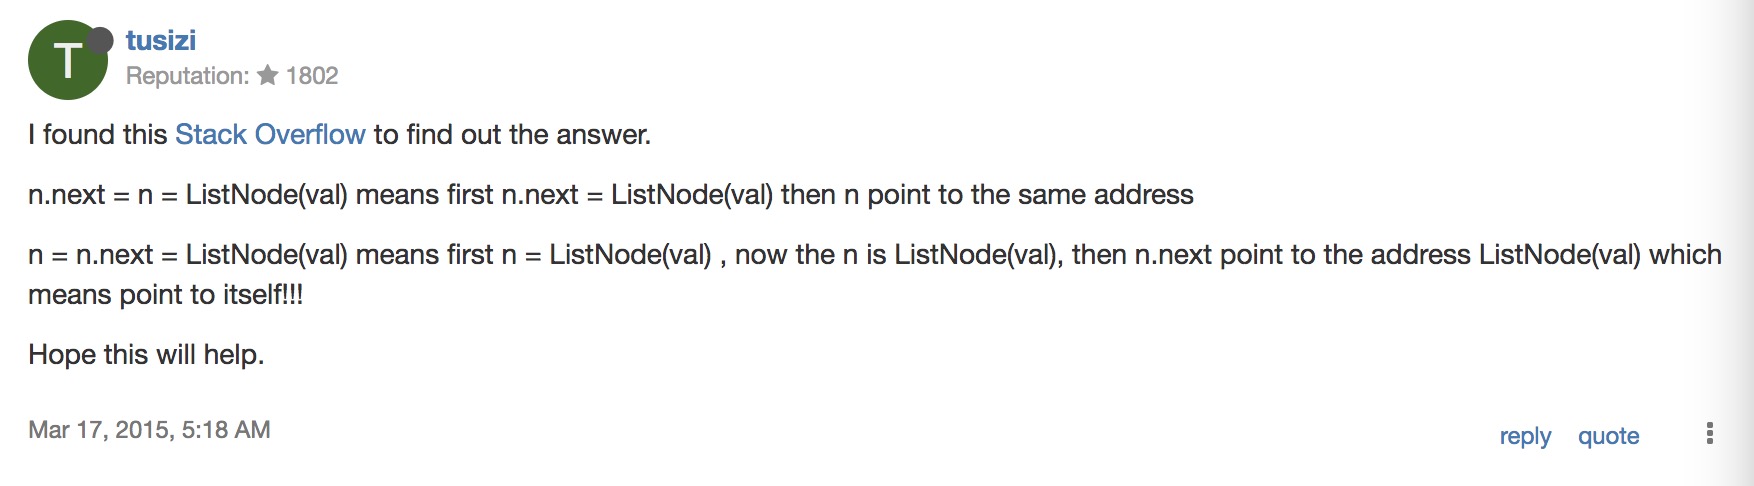 T
tusizi
Reputation: ★ 1802
I found this Stack Overflow to find out the answer.
n.next = n = ListNode(val) means first n.next = ListNode(val) then n point to the same address
n = n.next = ListNode(val) means first n = ListNode(val) , now the n is ListNode(val), then n.next point to the address ListNode(val) which
means point to itself!!!
Hope this will help.
Mar 17, 2015, 5:18 AM
reply quote